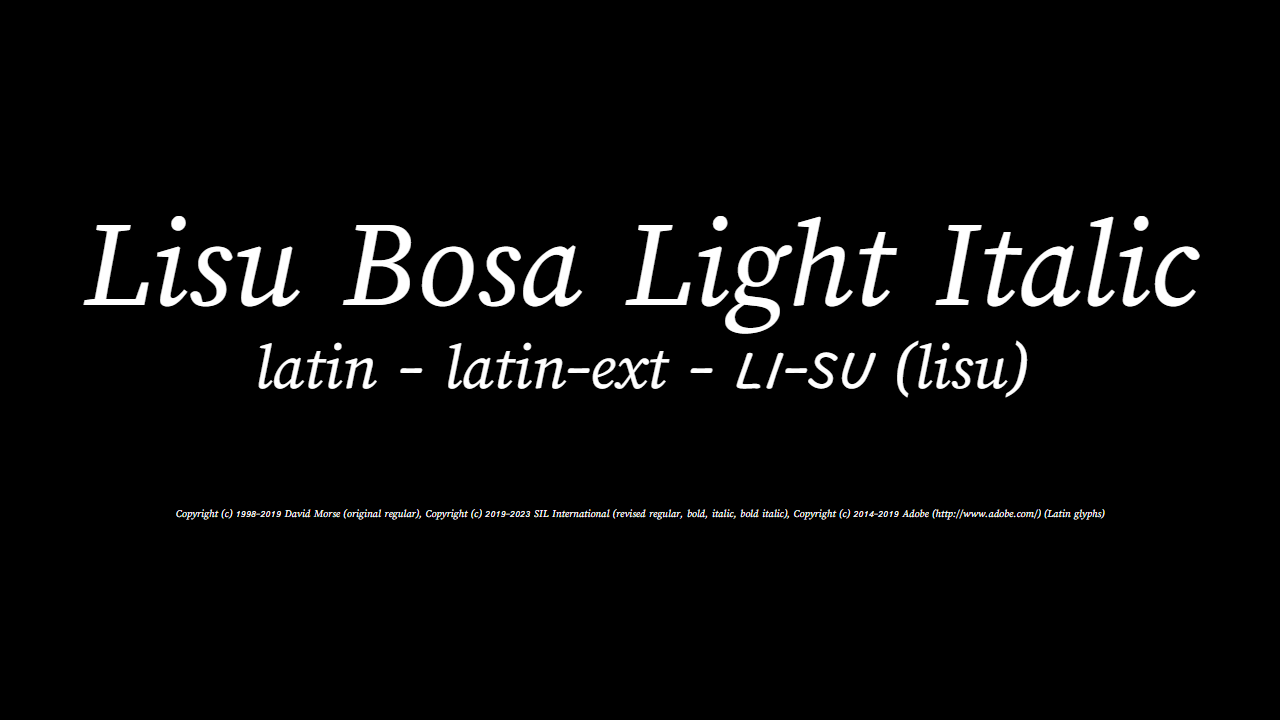 Lisu Bosa Light Italic
latin - latin-ext - ꓡꓲ-ꓢꓴ (lisu)
Copyright (c) 1998-2019 David Morse (original regular), Copyright (c) 2019-2023 SIL International (revised regular, bold, italic, bold italic), Copyright (c) 2014-2019 Adobe (http://www.adobe.com/) (Latin glyphs)